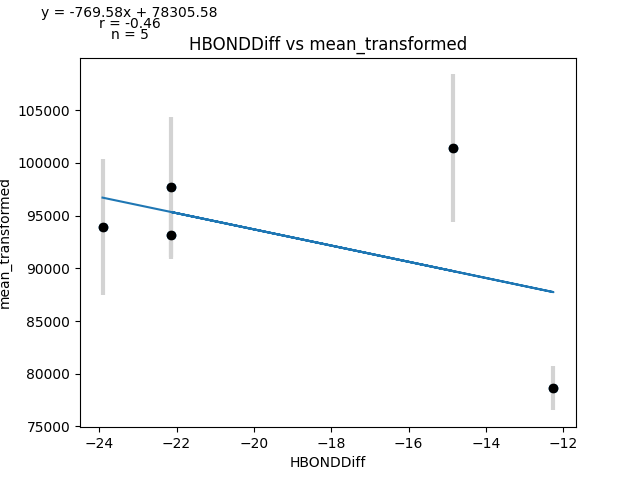 y = -769.58x + 78305.58
r = -0.46
n = 5
HBONDDiff vs mean_transformed
mean_transformed
105000
100000
95000
90000
85000
80000
75000
−24
−22
−20
−18
−16
−14
−12
HBONDDiff